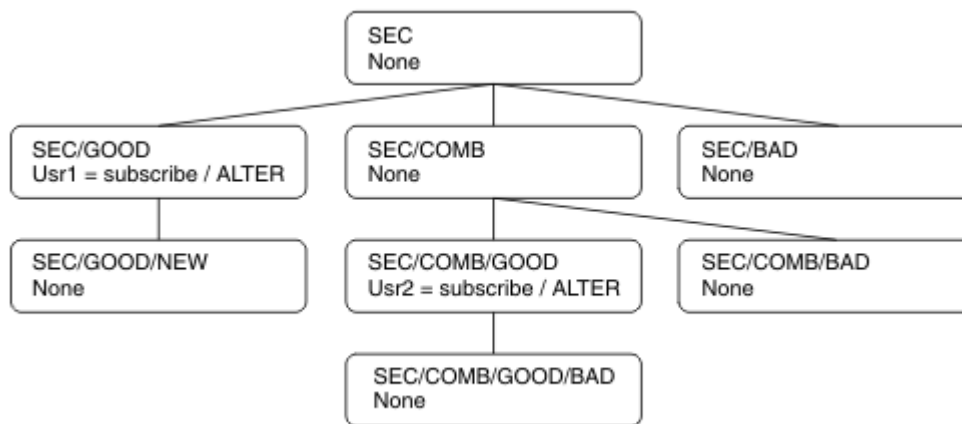 SEC
None
SEC/GOOD
Usr1 = subscribe / ALTER
SEC/COMB
None
SEC/BAD
None
SEC/GOOD/NEW
None
SEC/COMB/GOOD
Usr2 = subscribe / ALTER
SEC/COMB/BAD
None
SEC/COMB/GOOD/BAD
None